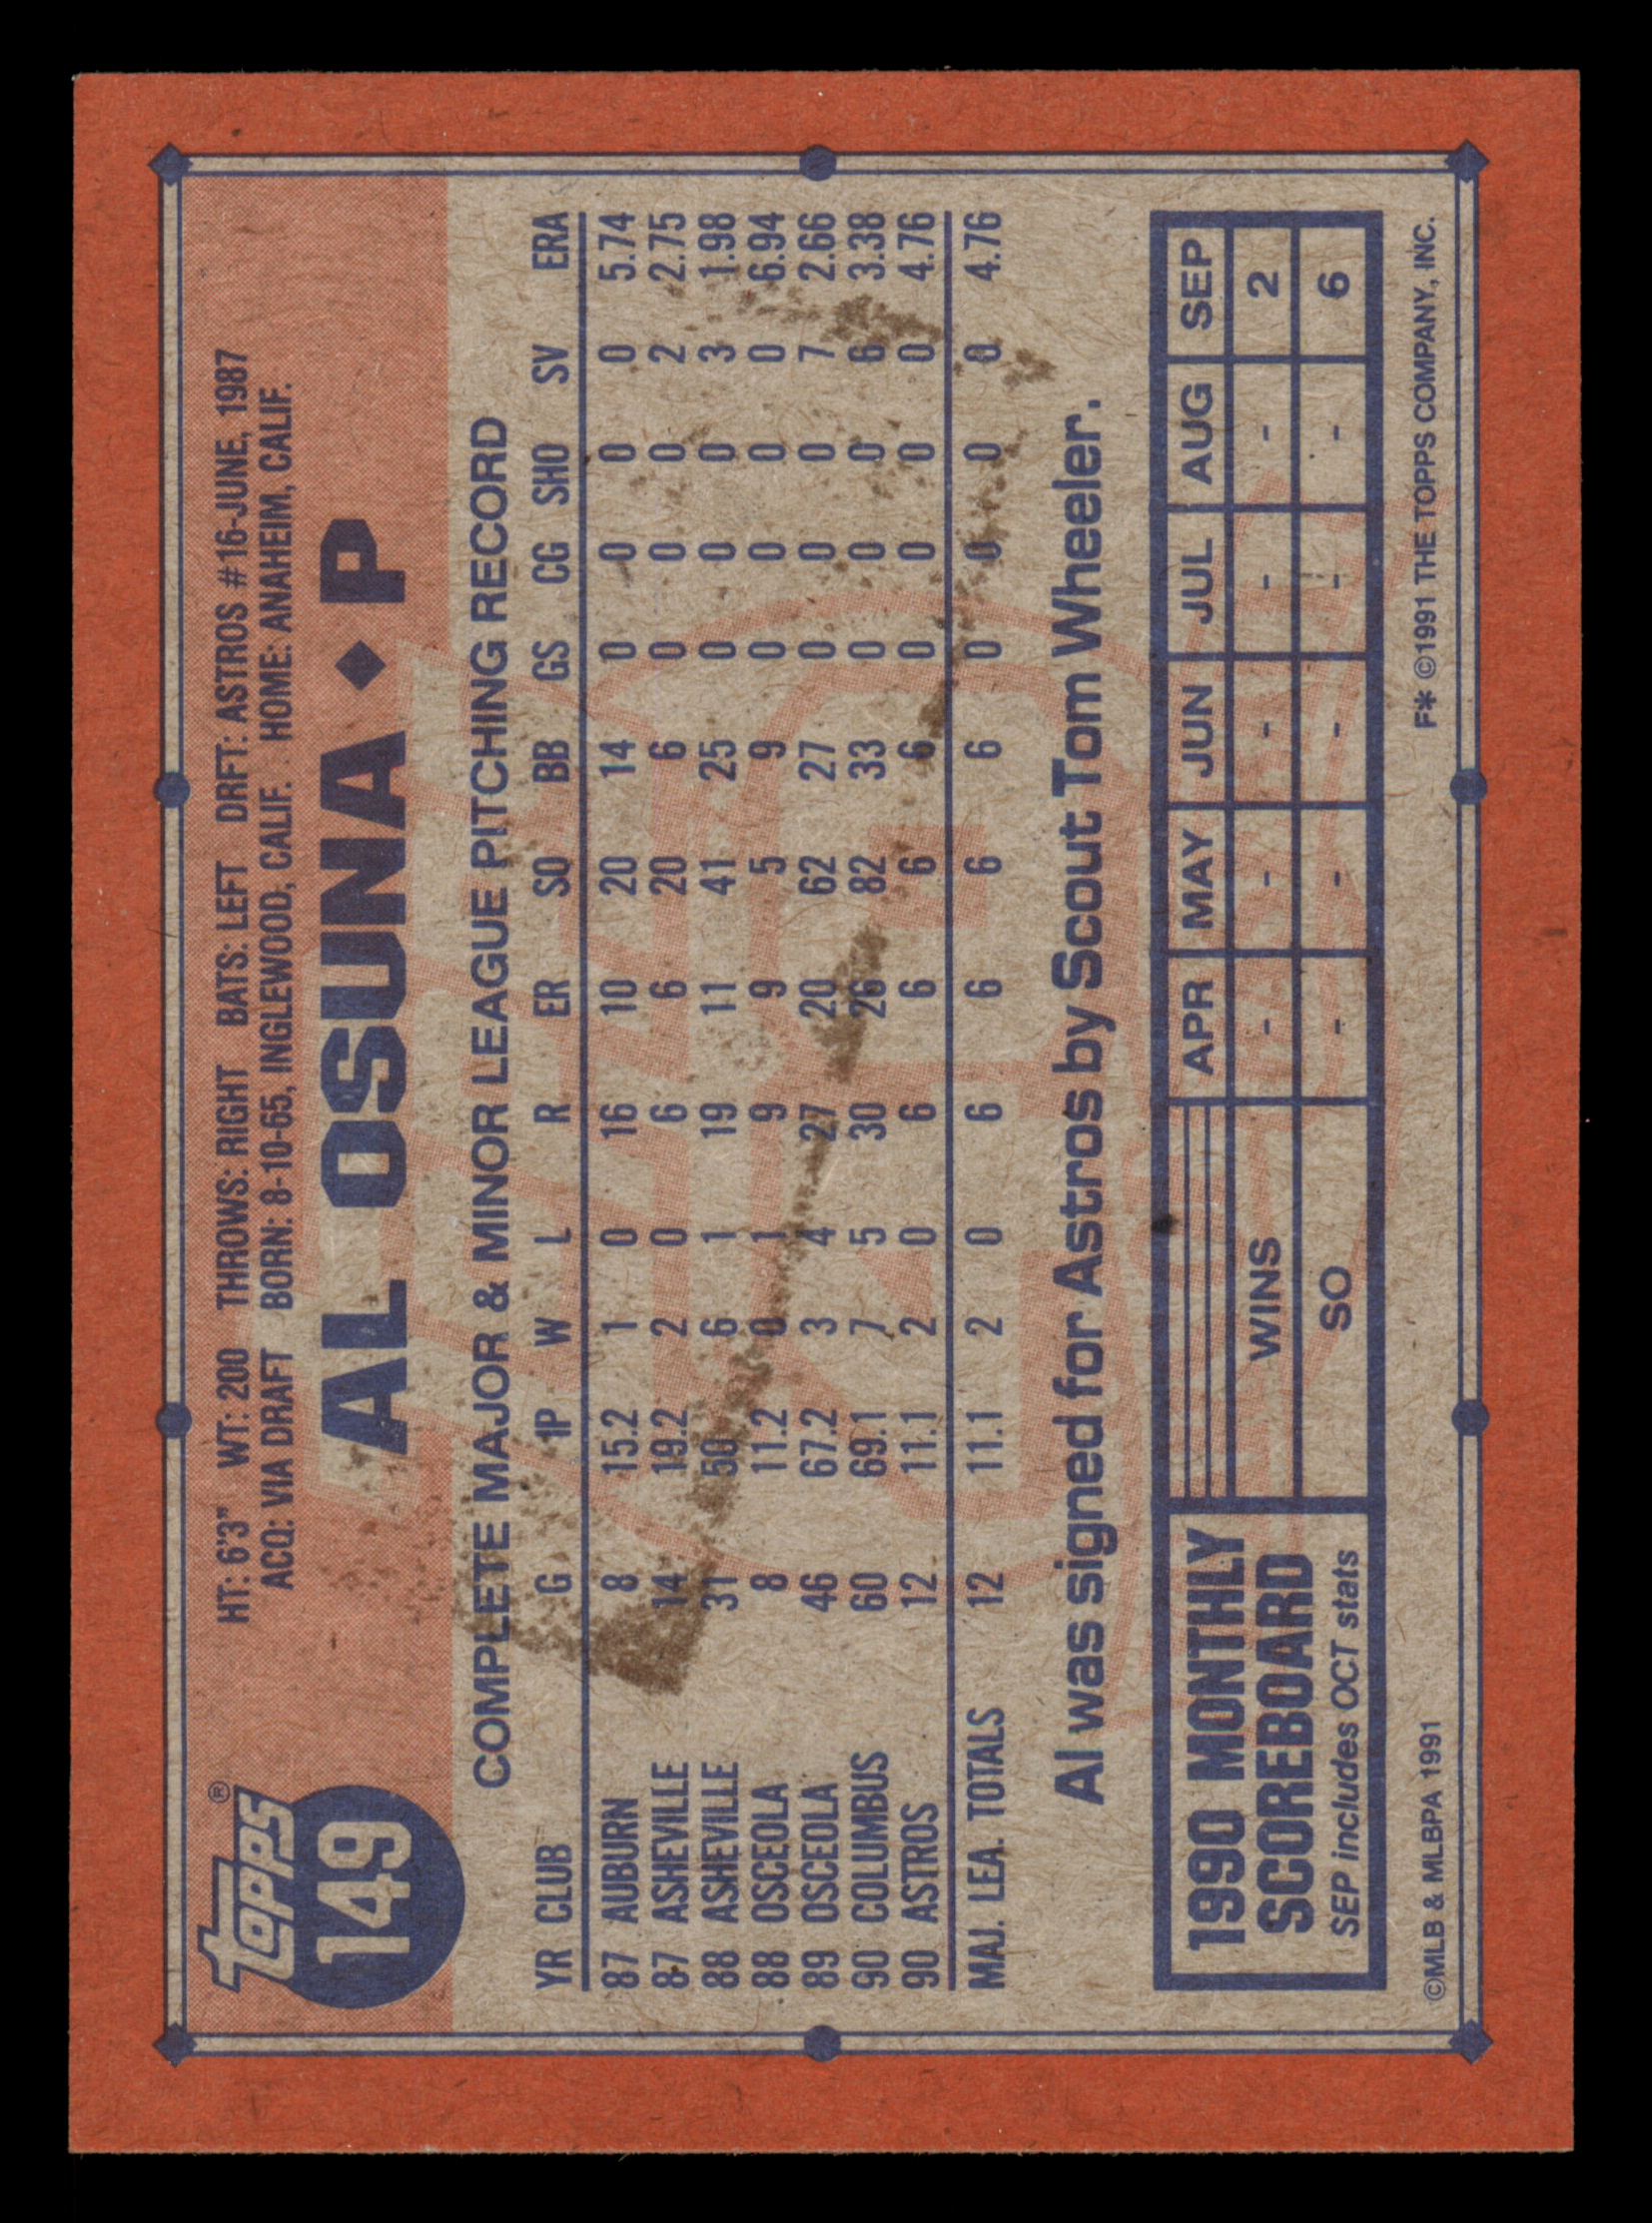 Topps®
149
HT: 6'3" WT: 200 THROWS: RIGHT BATS: LEFT DRFT: ASTROS #16-JUNE, 1987
ACQ: VIA DRAFT BORN: 8-10-65, INGLEWOOD, CALIF. HOME: ANAHEIM, CALIF.
AL OSUNA ◆ P
COMPLETE MAJOR & MINOR LEAGUE PITCHING RECORD
YR CLUB G IP W L R ER SO BB GS CG SHO SV ERA
87 AUBURN 8 15.2 1 0 16 10 20 14 0 0 0 0 5.74
87 ASHEVILLE 14 19.2 2 0 6 6 20 6 0 0 0 2 2.75
88 ASHEVILLE 31 50 6 1 19 11 41 25 0 0 0 3 1.98
88 OSCEOLA 8 11.2 0 1 9 9 5 9 0 0 0 0 6.94
89 OSCEOLA 46 67.2 3 4 27 20 62 27 0 0 0 7 2.66
90 COLUMBUS 60 69.1 7 5 30 26 82 33 0 0 0 6 3.38
90 ASTROS 12 11.1 2 0 6 6 6 6 0 0 0 0 4.76
MAJ. LEA. TOTALS 12 11.1 2 0 6 6 6 6 0 0 0 0 4.76
Al was signed for Astros by Scout Tom Wheeler.
1990 MONTHLY SCOREBOARD
SEP includes OCT stats
APR MAY JUN JUL AUG SEP
WINS - - - - - 2
SO - - - - - 6
©MLB & MLBPA 1991 F* ©1991 THE TOPPS COMPANY, INC.